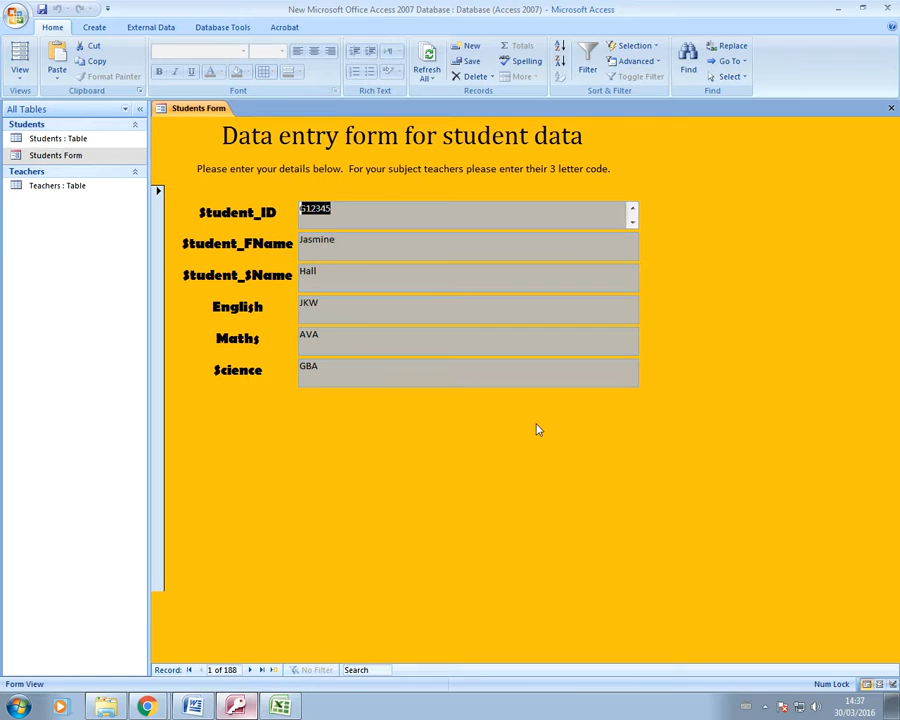 New Microsoft Office Access 2007 Database : Database (Access 2007) - Microsoft Access
Home Create External Data Database Tools Acrobat
View
Views
Paste
Cut
Copy
Format Painter
Clipboard
B I U A
Font
Rich Text
Refresh All
New
Save
Delete
Totals
Spelling
More
Records
Filter
Selection
Advanced
Toggle Filter
Sort & Filter
Find
Replace
Go To
Select
Find
All Tables
Students
Students : Table
Students Form
Teachers
Teachers : Table
Students Form
Data entry form for student data
Please enter your details below. For your subject teachers please enter their 3 letter code.
Student_ID G12345
Student_FName Jasmine
Student_SName Hall
English JKW
Maths AVA
Science GBA
Record: 1 of 188 No Filter Search
Form View Num Lock
14:37
30/03/2016